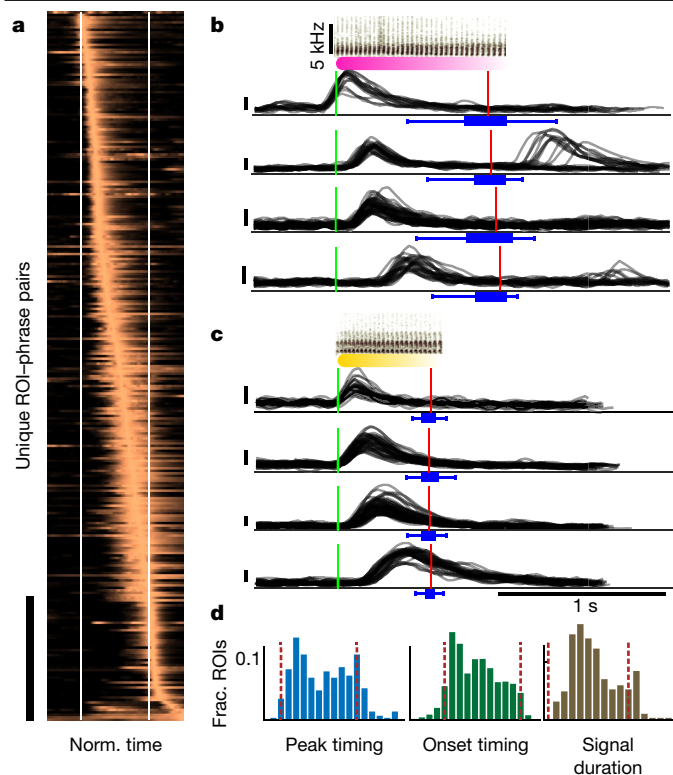 a
Unique ROI–phrase pairs
Norm. time
b
5 kHz
c
1 s
d
Frac. ROIs
0.1
Peak timing
Onset timing
Signal
duration